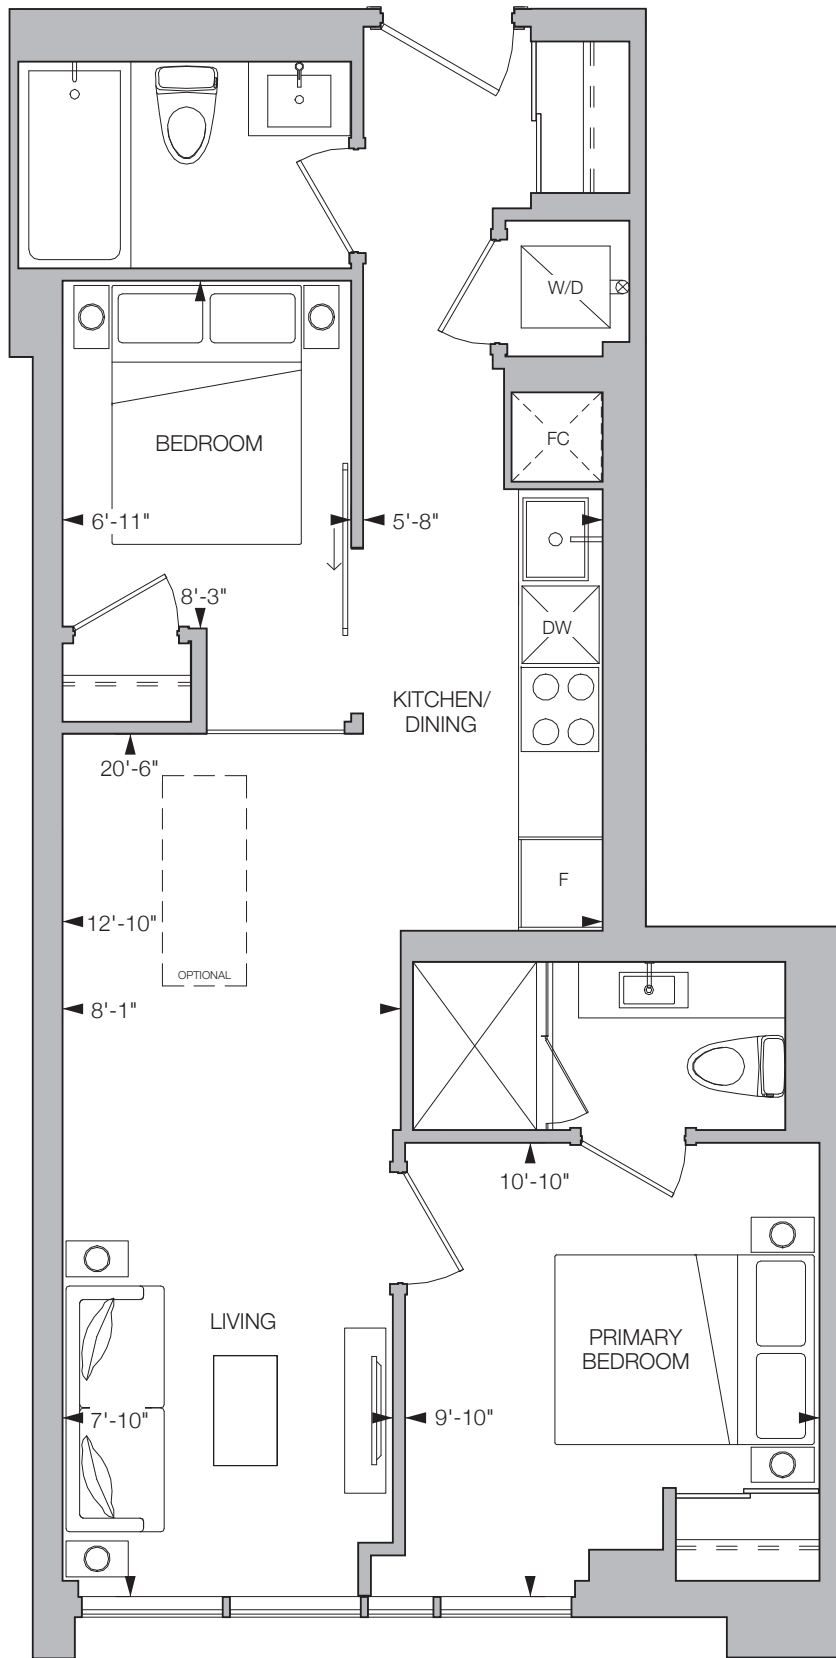 W/D
FC
BEDROOM
6'-11"
5'-8"
8'-3"
DW
KITCHEN/
DINING
20'-6"
F
12'-10"
OPTIONAL
8'-1"
10'-10"
LIVING
PRIMARY
BEDROOM
7'-10"
9'-10"